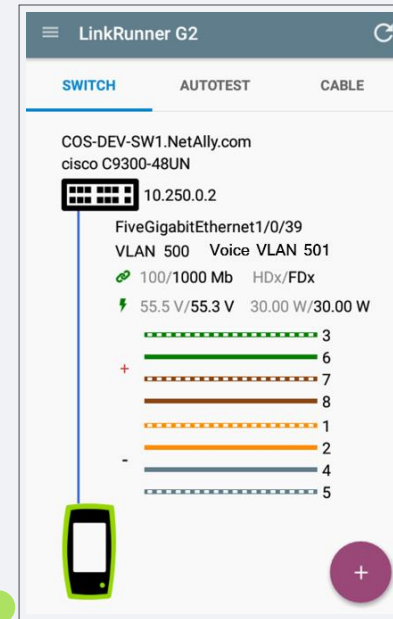 LinkRunner G2
SWITCH AUTOTEST CABLE
COS-DEV-SW1.NetAlly.com
cisco C9300-48UN
10.250.0.2
FiveGigabitEthernet1/0/39
VLAN 500 Voice VLAN 501
100/1000 Mb HDx/FDx
55.5 V/55.3 V 30.00 W/30.00 W
3
6
+
7
8
1
2
-
4
5
+